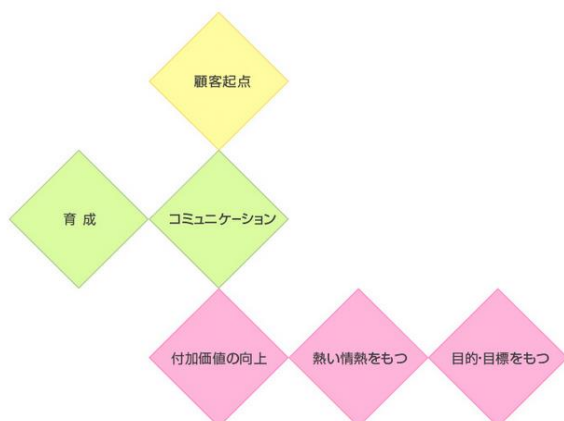 顧客起点
育 成
コミュニケーション
付加価値の向上
熱い情熱をもつ
目的・目標をもつ